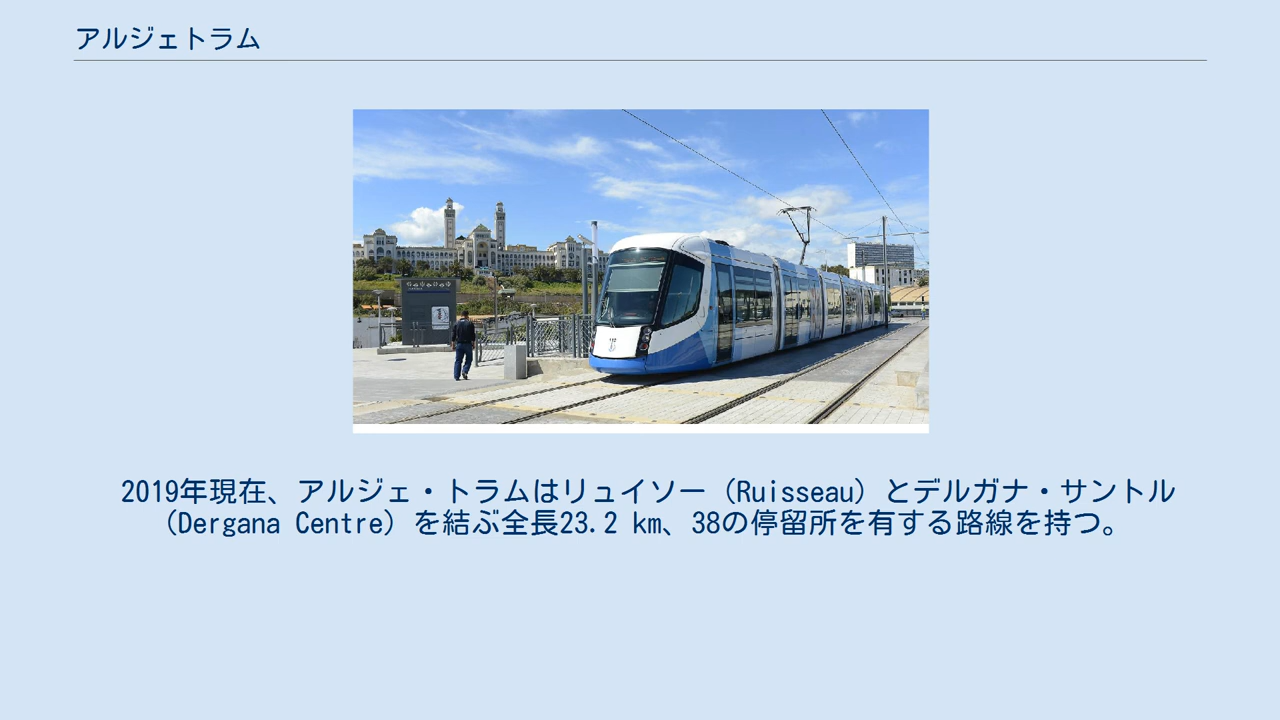 アルジェトラム
2019年現在、アルジェ・トラムはリュイソー（Ruisseau）とデルガナ・サントル
（Dergana Centre）を結ぶ全長23.2 km、38の停留所を有する路線を持つ。